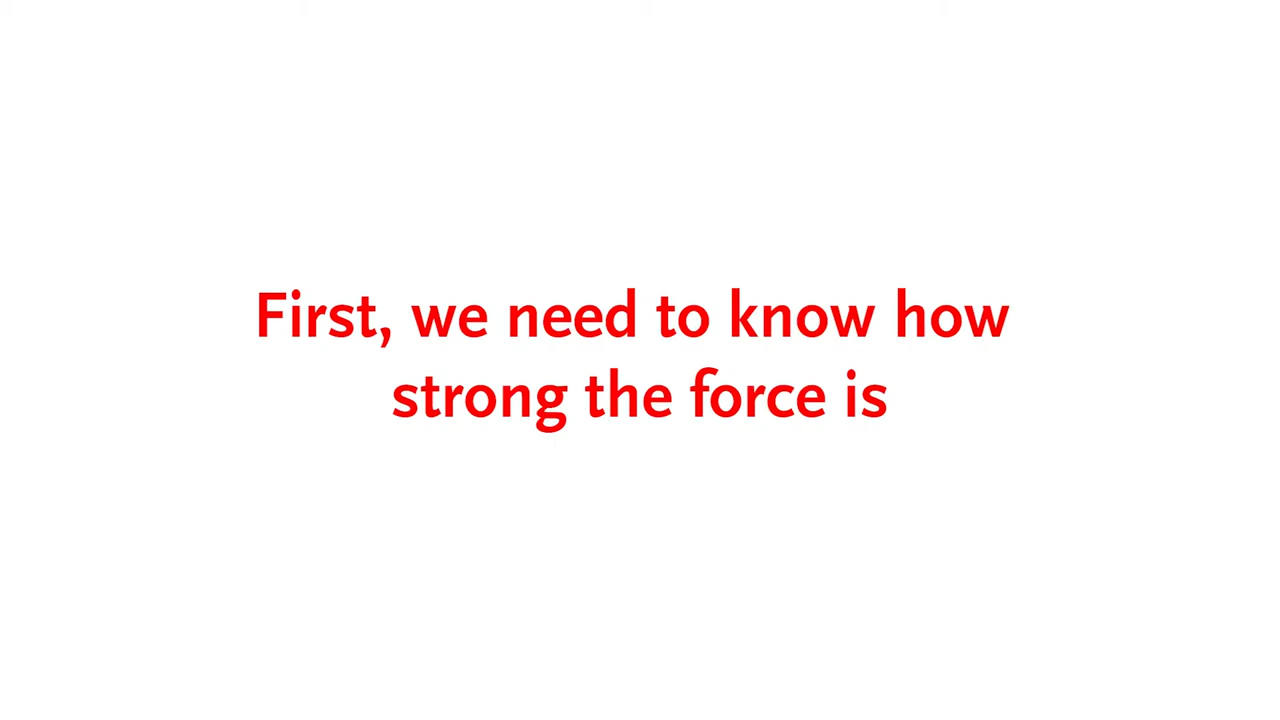 First, we need to know how
strong the force is